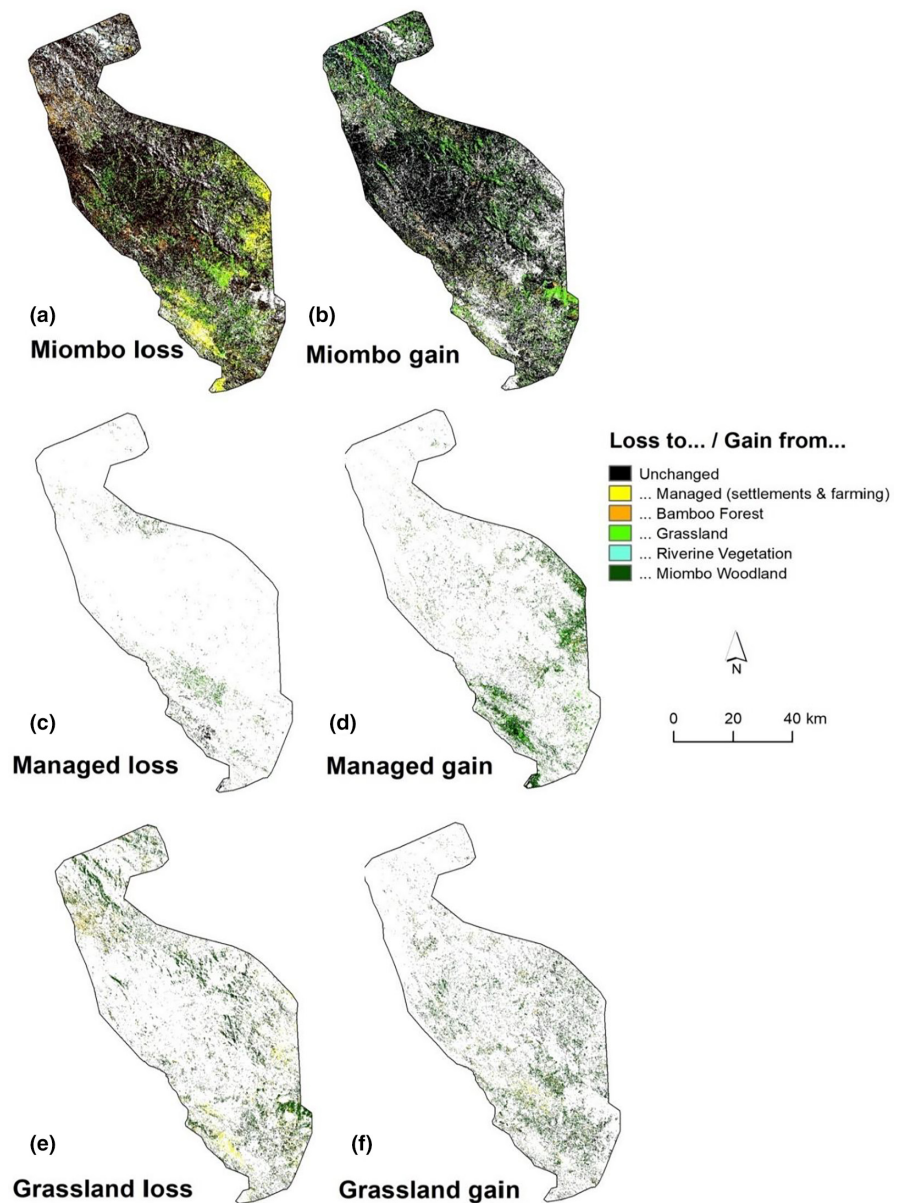 (a)
Miombo loss
(b)
Miombo gain
(c)
Managed loss
(d)
Managed gain
Loss to... / Gain from...
Unchanged
... Managed (settlements & farming)
... Bamboo Forest
... Grassland
... Riverine Vegetation
... Miombo Woodland
N
0 20 40 km
(e)
Grassland loss
(f)
Grassland gain